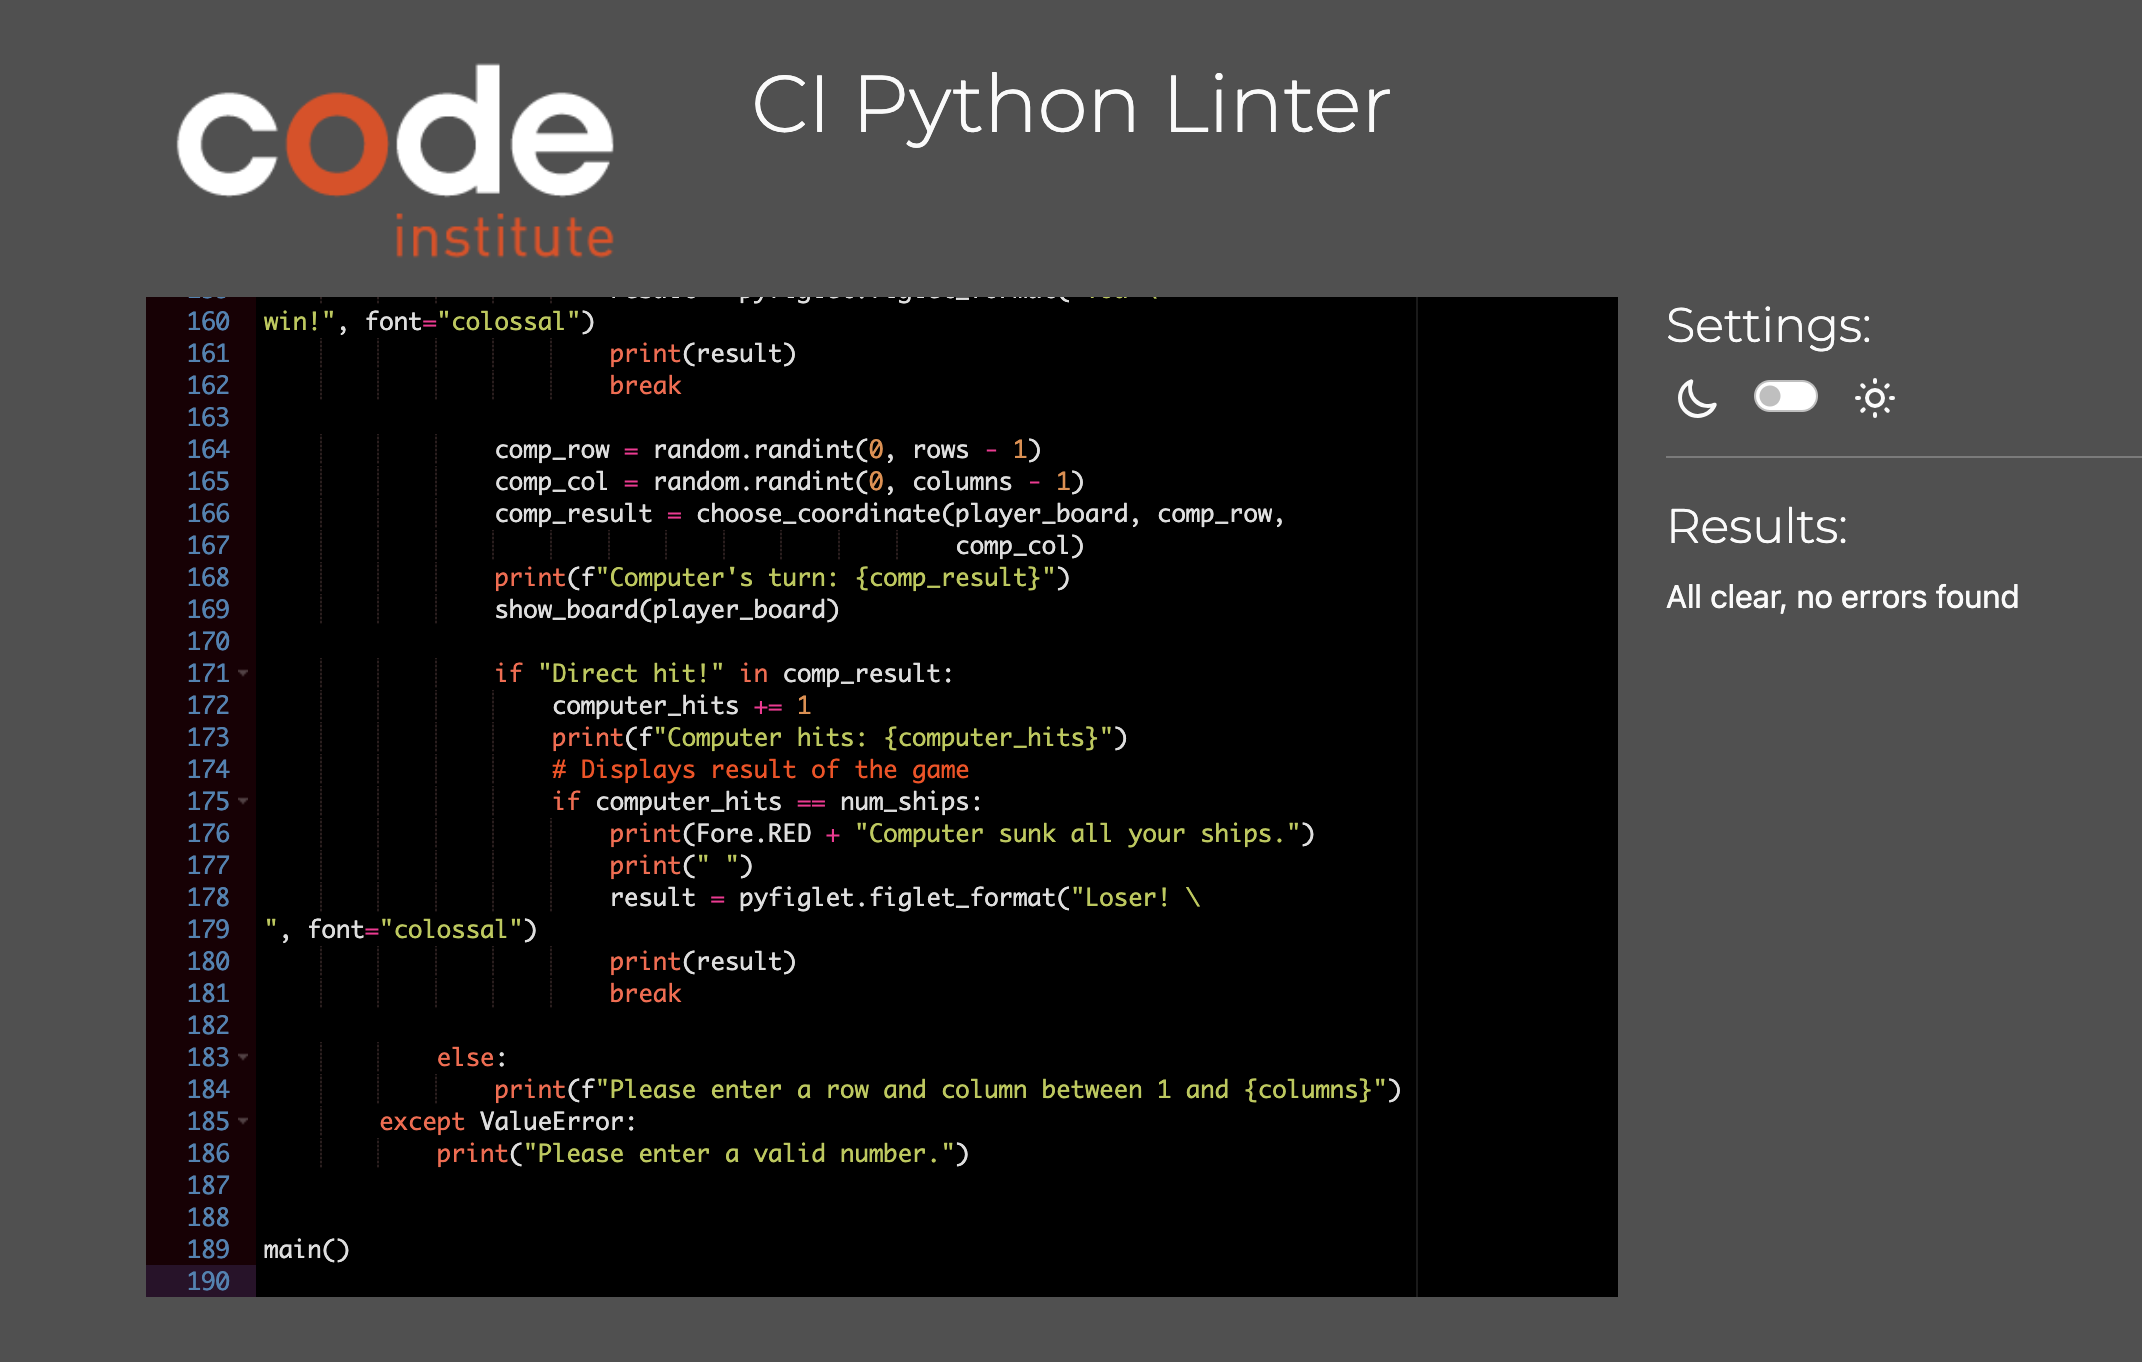 code
institute
CI Python Linter
160 win!", font="colossal")
161 print(result)
162 break
163
164 comp_row = random.randint(0, rows - 1)
165 comp_col = random.randint(0, columns - 1)
166 comp_result = choose_coordinate(player_board, comp_row,
167 comp_col)
168 print(f"Computer's turn: {comp_result}")
169 show_board(player_board)
170
171 if "Direct hit!" in comp_result:
172 computer_hits += 1
173 print(f"Computer hits: {computer_hits}")
174 # Displays result of the game
175 if computer_hits == num_ships:
176 print(Fore.RED + "Computer sunk all your ships.")
177 print(" ")
178 result = pyfiglet.figlet_format("Loser! \
179 ", font="colossal")
180 print(result)
181 break
182
183 else:
184 print(f"Please enter a row and column between 1 and {columns}")
185 except ValueError:
186 print("Please enter a valid number.")
187
188
189 main()
190
Settings:
Results:
All clear, no errors found